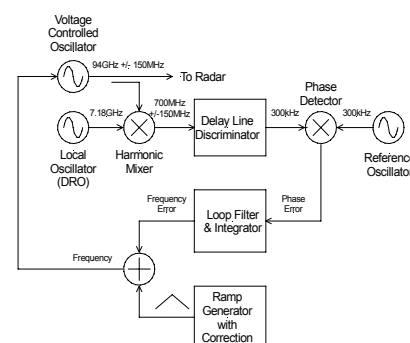 Voltage
Controlled
Oscillator
94GHz +/- 150MHz
To Radar
Phase
Detector
7.18GHz
700MHz
+/-150MHz
Delay Line
Discriminator
300kHz
300kHz
Local
Oscillator
(DRO)
Harmonic
Mixer
Reference
Oscillator
Frequency
Error
Loop Filter
& Integrator
Phase
Error
Frequency
Ramp
Generator
with
Correction